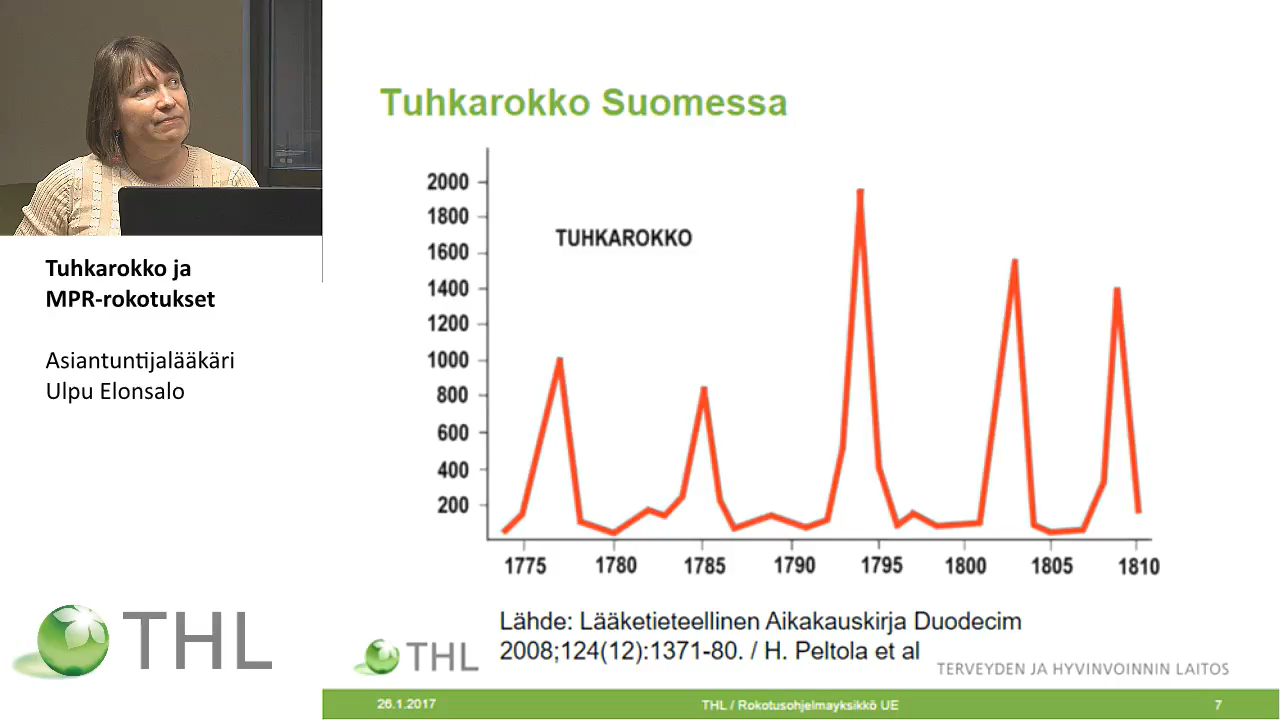 Tuhkarokko ja
MPR-rokotukset
Asiantuntijalääkäri
Ulpu Elonsalo
THL
Tuhkarokko Suomessa
TUHKAROKKO
2000
1800
1600
1400
1200
1000
800
600
400
200
1775 1780 1785 1790 1795 1800 1805 1810
Lähde: Lääketieteellinen Aikakauskirja Duodecim
2008;124(12):1371-80. / H. Peltola et al
THL
TERVEYDEN JA HYVINVOINNIN LAITOS
26.1.2017 THL / Rokotusohjelmayksikkö UE 7